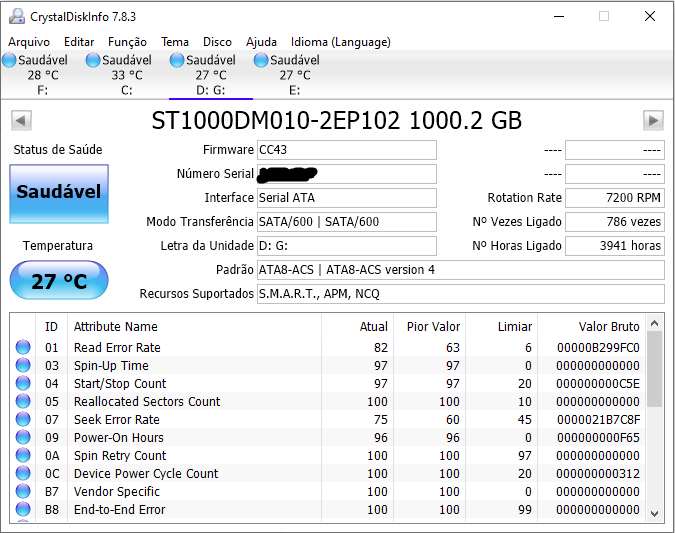 CrystalDiskInfo 7.8.3
Arquivo Editar Função Tema Disco Ajuda Idioma (Language)
Saudável Saudável Saudável Saudável
28 °C 33 °C 27 °C 27 °C
F: C: D: G: E:
ST1000DM010-2EP102 1000.2 GB
Status de Saúde Firmware CC43 ---- ----
Número Serial ---- ----
Saudável Interface Serial ATA Rotation Rate 7200 RPM
Modo Transferência SATA/600 | SATA/600 Nº Vezes Ligado 786 vezes
Temperatura Letra da Unidade D: G: Nº Horas Ligado 3941 horas
27 °C Padrão ATA8-ACS | ATA8-ACS version 4
Recursos Suportados S.M.A.R.T., APM, NCQ
ID Attribute Name Atual Pior Valor Limiar Valor Bruto
01 Read Error Rate 82 63 6 00000B299FC0
03 Spin-Up Time 97 97 0 000000000000
04 Start/Stop Count 97 97 20 000000000C5E
05 Reallocated Sectors Count 100 100 10 000000000000
07 Seek Error Rate 75 60 45 0000021B7C8F
09 Power-On Hours 96 96 0 000000000F65
0A Spin Retry Count 100 100 97 000000000000
0C Device Power Cycle Count 100 100 20 000000000312
B7 Vendor Specific 100 100 0 000000000000
B8 End-to-End Error 100 100 99 000000000000